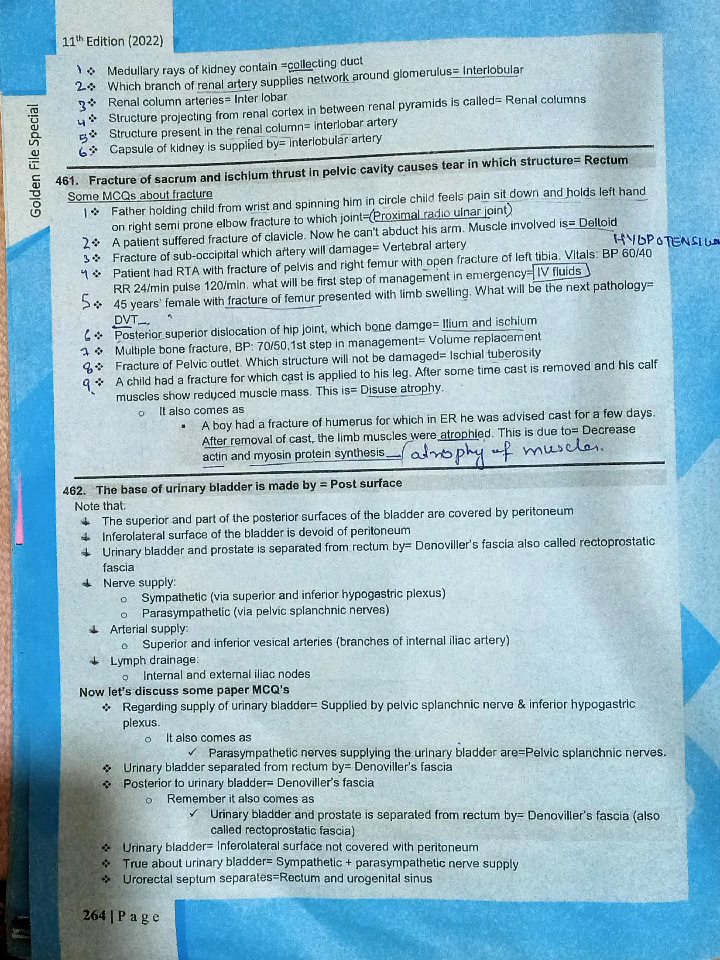 11th Edition (2022)
Golden File Special
1 ❖ Medullary rays of kidney contain =collecting duct
2 ❖ Which branch of renal artery supplies network around glomerulus= Interlobular
3 ❖ Renal column arteries= Inter lobar
4 ❖ Structure projecting from renal cortex in between renal pyramids is called= Renal columns
5 ❖ Structure present in the renal column= interlobar artery
6 ❖ Capsule of kidney is supplied by= interlobular artery
461. Fracture of sacrum and ischium thrust in pelvic cavity causes tear in which structure= Rectum
Some MCQs about fracture
1 ❖ Father holding child from wrist and spinning him in circle child feels pain sit down and holds left hand
on right semi prone elbow fracture to which joint=(Proximal radio ulnar joint)
2 ❖ A patient suffered fracture of clavicle. Now he can't abduct his arm. Muscle involved is= Deltoid
3 ❖ Fracture of sub-occipital which aftery will damage= Vertebral artery
HYPOTENSION
4 ❖ Patient had RTA with fracture of pelvis and right femur with open fracture of left tibia. Vitals: BP 60/40
RR 24/min pulse 120/min. what will be first step of management in emergency= IV fluids
5 ❖ 45 years' female with fracture of femur presented with limb swelling. What will be the next pathology=
DVT
6 ❖ Posterior superior dislocation of hip joint, which bone damge= Ilium and ischium
7 ❖ Multiple bone fracture, BP: 70/50,1st step in management= Volume replacement
8 ❖ Fracture of Pelvic outlet. Which structure will not be damaged= Ischial tuberosity
9 ❖ A child had a fracture for which cast is applied to his leg. After some time cast is removed and his calf
muscles show reduced muscle mass. This is= Disuse atrophy.
o It also comes as
▪ A boy had a fracture of humerus for which in ER he was advised cast for a few days.
After removal of cast, the limb muscles were atrophied. This is due to= Decrease
actin and myosin protein synthesis (atrophy of muscles.
462. The base of urinary bladder is made by = Post surface
Note that:
The superior and part of the posterior surfaces of the bladder are covered by peritoneum
Inferolateral surface of the bladder is devoid of peritoneum
Urinary bladder and prostate is separated from rectum by= Denoviller's fascia also called rectoprostatic
fascia
Nerve supply:
o Sympathetic (via superior and inferior hypogastric plexus)
o Parasympathetic (via pelvic splanchnic nerves)
Arterial supply:
o Superior and inferior vesical arteries (branches of internal iliac artery)
Lymph drainage:
o Internal and external iliac nodes
Now let's discuss some paper MCQ's
❖ Regarding supply of urinary bladder= Supplied by pelvic splanchnic nerve & inferior hypogastric
plexus.
o It also comes as
✓ Parasympathetic nerves supplying the urinary bladder are=Pelvic splanchnic nerves.
❖ Urinary bladder separated from rectum by= Denoviller's fascia
❖ Posterior to urinary bladder= Denoviller's fascia
o Remember it also comes as
✓ Urinary bladder and prostate is separated from rectum by= Denoviller's fascia (also
called rectoprostatic fascia)
❖ Urinary bladder= Inferolateral surface not covered with peritoneum
❖ True about urinary bladder= Sympathetic + parasympathetic nerve supply
❖ Urorectal septum separates=Rectum and urogenital sinus
264 | P a g e